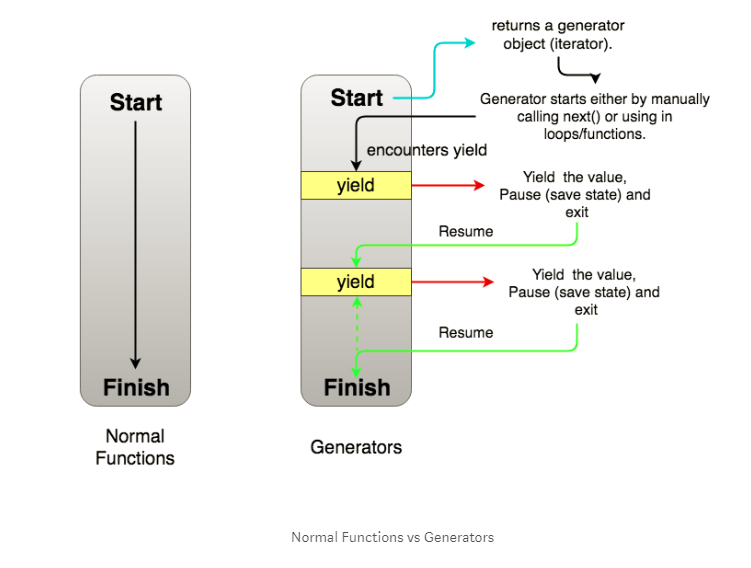 returns a generator
object (iterator).
Start
Start
Generator starts either by manually
calling next() or using in
loops/functions.
encounters yield
yield
Yield the value,
Pause (save state) and
exit
Resume
yield
Yield the value,
Pause (save state) and
exit
Resume
Finish
Finish
Normal
Functions
Generators
Normal Functions vs Generators